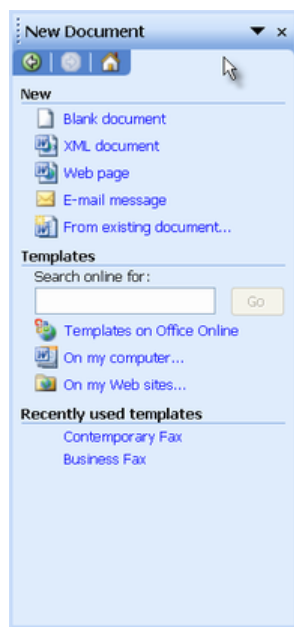 New Document
New
Blank document
XML document
Web page
E-mail message
From existing document...
Templates
Search online for:
Go
Templates on Office Online
On my computer...
On my Web sites...
Recently used templates
Contemporary Fax
Business Fax